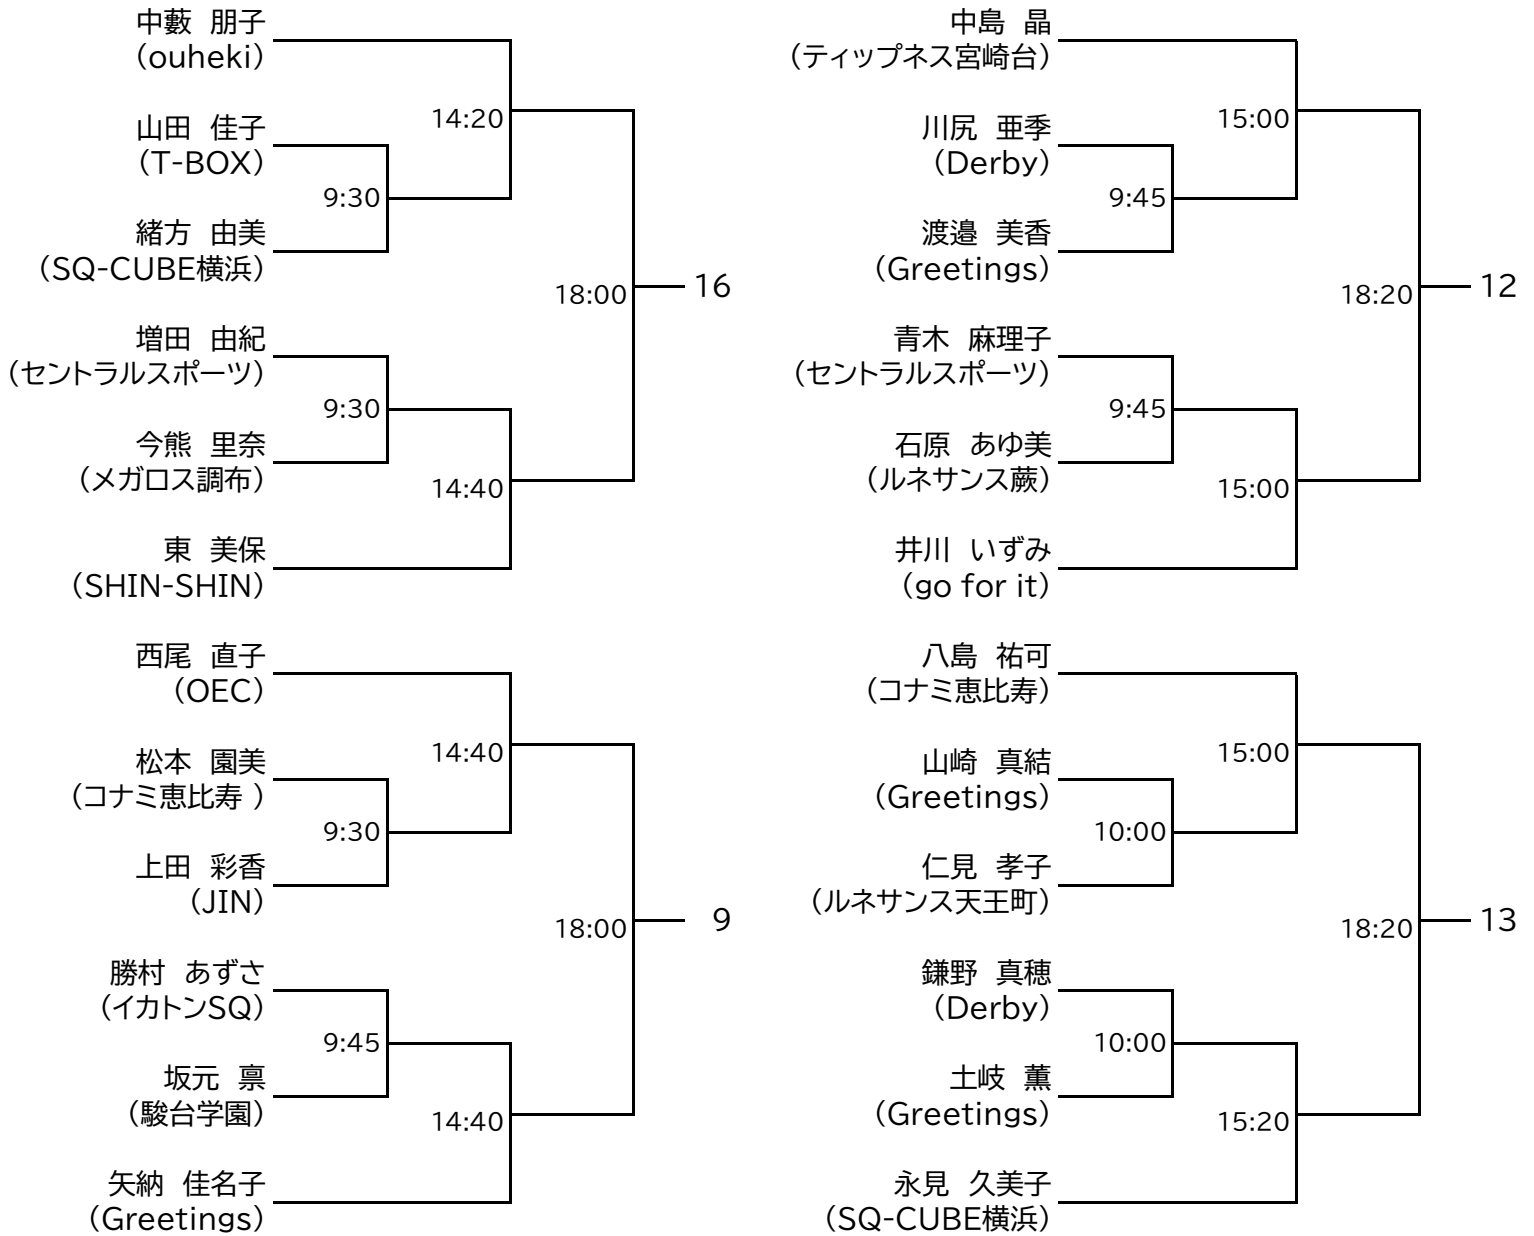 中藪　朋子
（ouheki）
14:20
山田　佳子
（T-BOX）
9:30
緒方　由美
（SQ-CUBE横浜）
18:00
16
増田　由紀
（セントラルスポーツ）
9:30
今熊　里奈
（メガロス調布）
14:40
東　美保
（SHIN-SHIN）
西尾　直子
（OEC）
14:40
松本　園美
（コナミ恵比寿 ）
9:30
上田　彩香
（JIN）
18:00
9
勝村　あずさ
（イカトンSQ）
9:45
坂元　禀
（駿台学園）
14:40
矢納　佳名子
（Greetings）
中島　晶
（ティップネス宮崎台）
15:00
川尻　亜季
（Derby）
9:45
渡邉　美香
（Greetings）
18:20
12
青木　麻理子
（セントラルスポーツ）
9:45
石原　あゆ美
（ルネサンス蕨）
15:00
井川　いずみ
（go for it）
八島　祐可
（コナミ恵比寿）
15:00
山崎　真結
（Greetings）
10:00
仁見　孝子
（ルネサンス天王町）
18:20
13
鎌野　真穂
（Derby）
10:00
土岐　薫
（Greetings）
15:20
永見　久美子
（SQ-CUBE横浜）